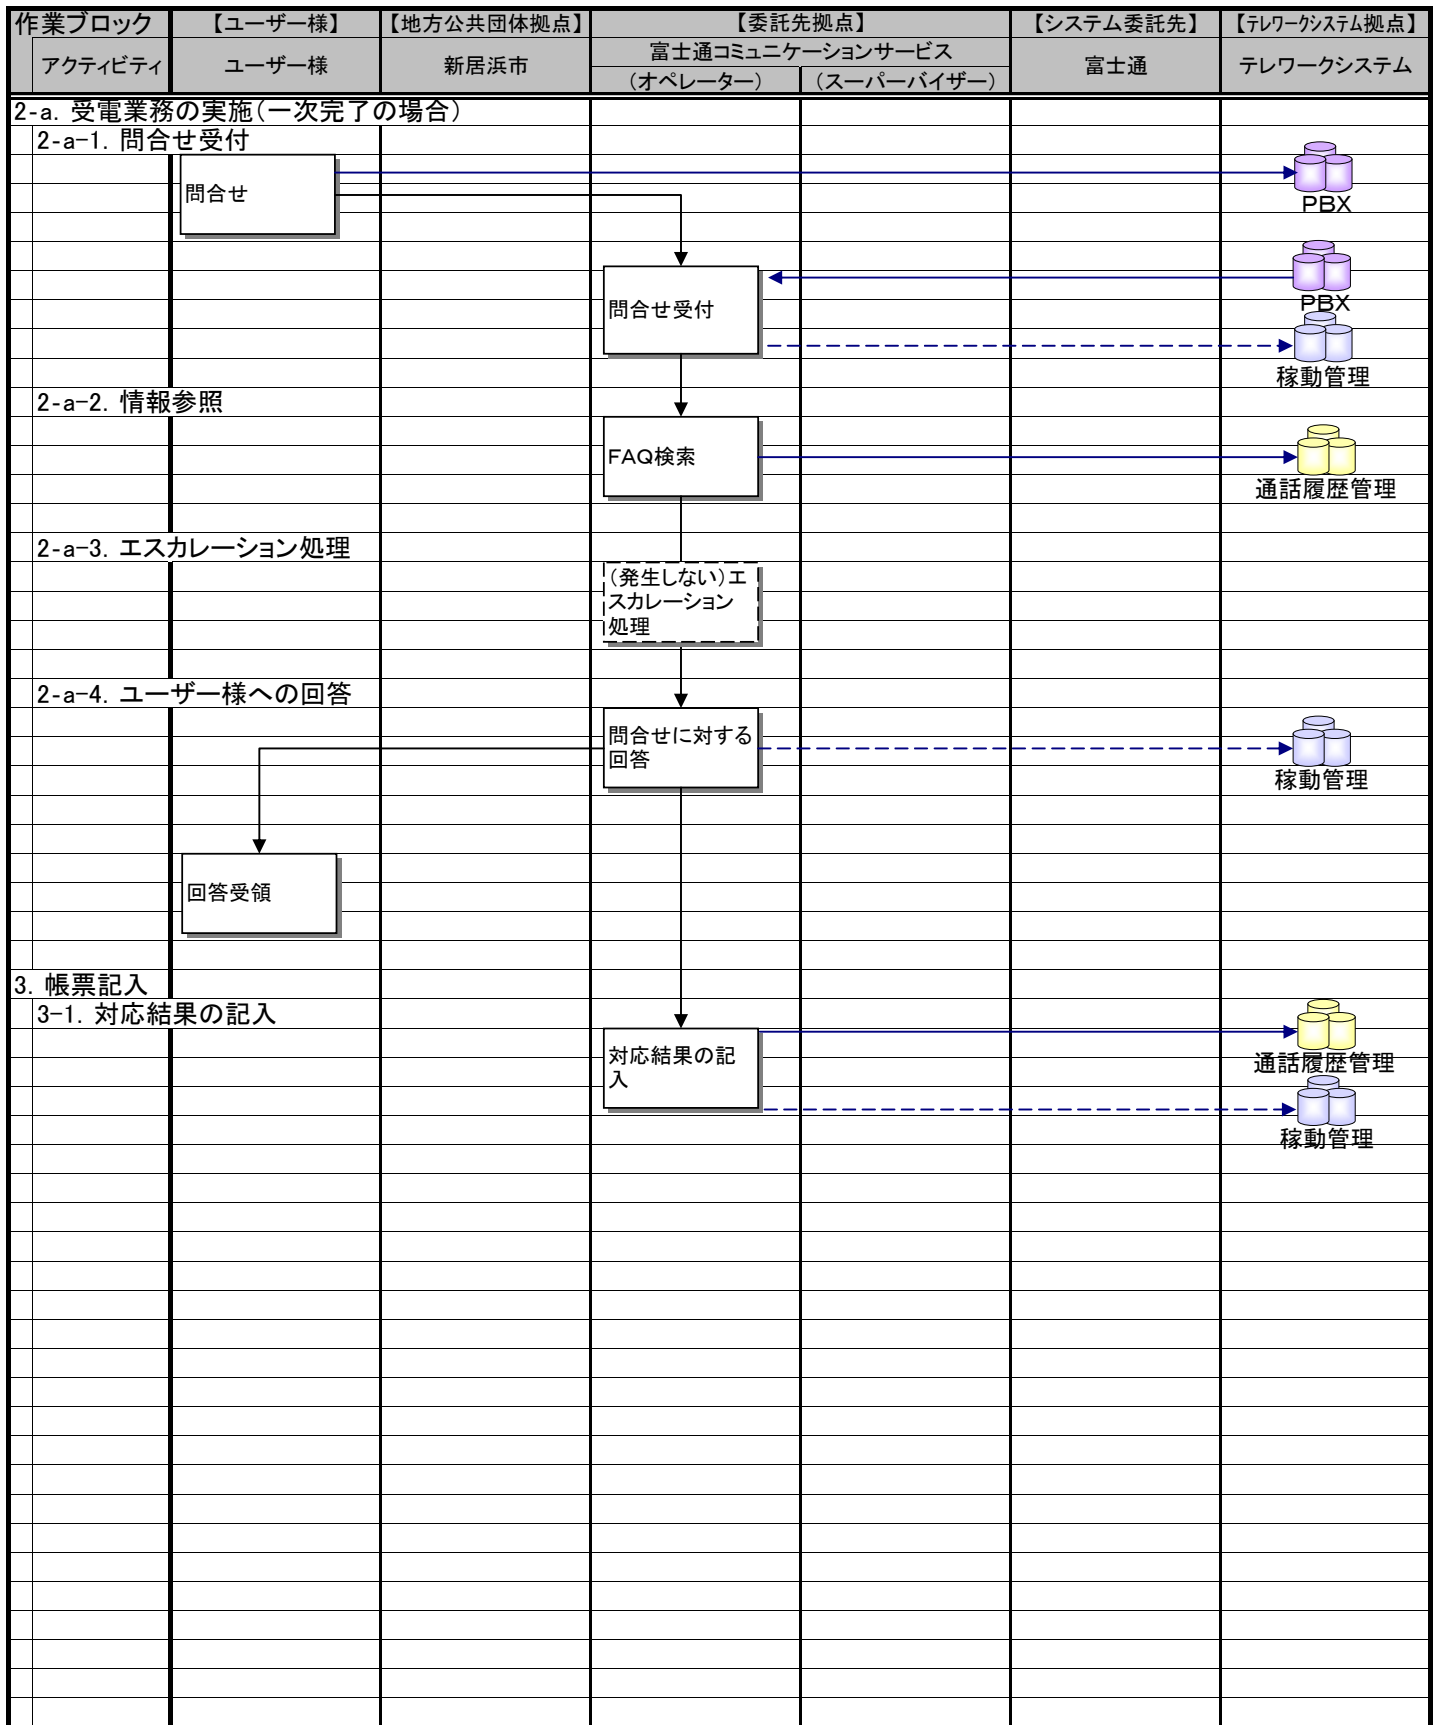 作業ブロック
【ユーザー様】
【地方公共団体拠点】
【委託先拠点】
【システム委託先】
【テレワークシステム拠点】
アクティビティ
ユーザー様
新居浜市
富士通コミュニケーションサービス
富士通
テレワークシステム
(オペレーター)
(スーパーバイザー)
2-a. 受電業務の実施(一次完了の場合)
2-a-1. 問合せ受付
問合せ
PBX
PBX
問合せ受付
稼動管理
2-a-2. 情報参照
FAQ検索
通話履歴管理
2-a-3. エスカレーション処理
(発生しない)エ
スカレーション
処理
2-a-4. ユーザー様への回答
問合せに対する
回答
稼動管理
回答受領
3. 帳票記入
3-1. 対応結果の記入
対応結果の記
入
通話履歴管理
稼動管理